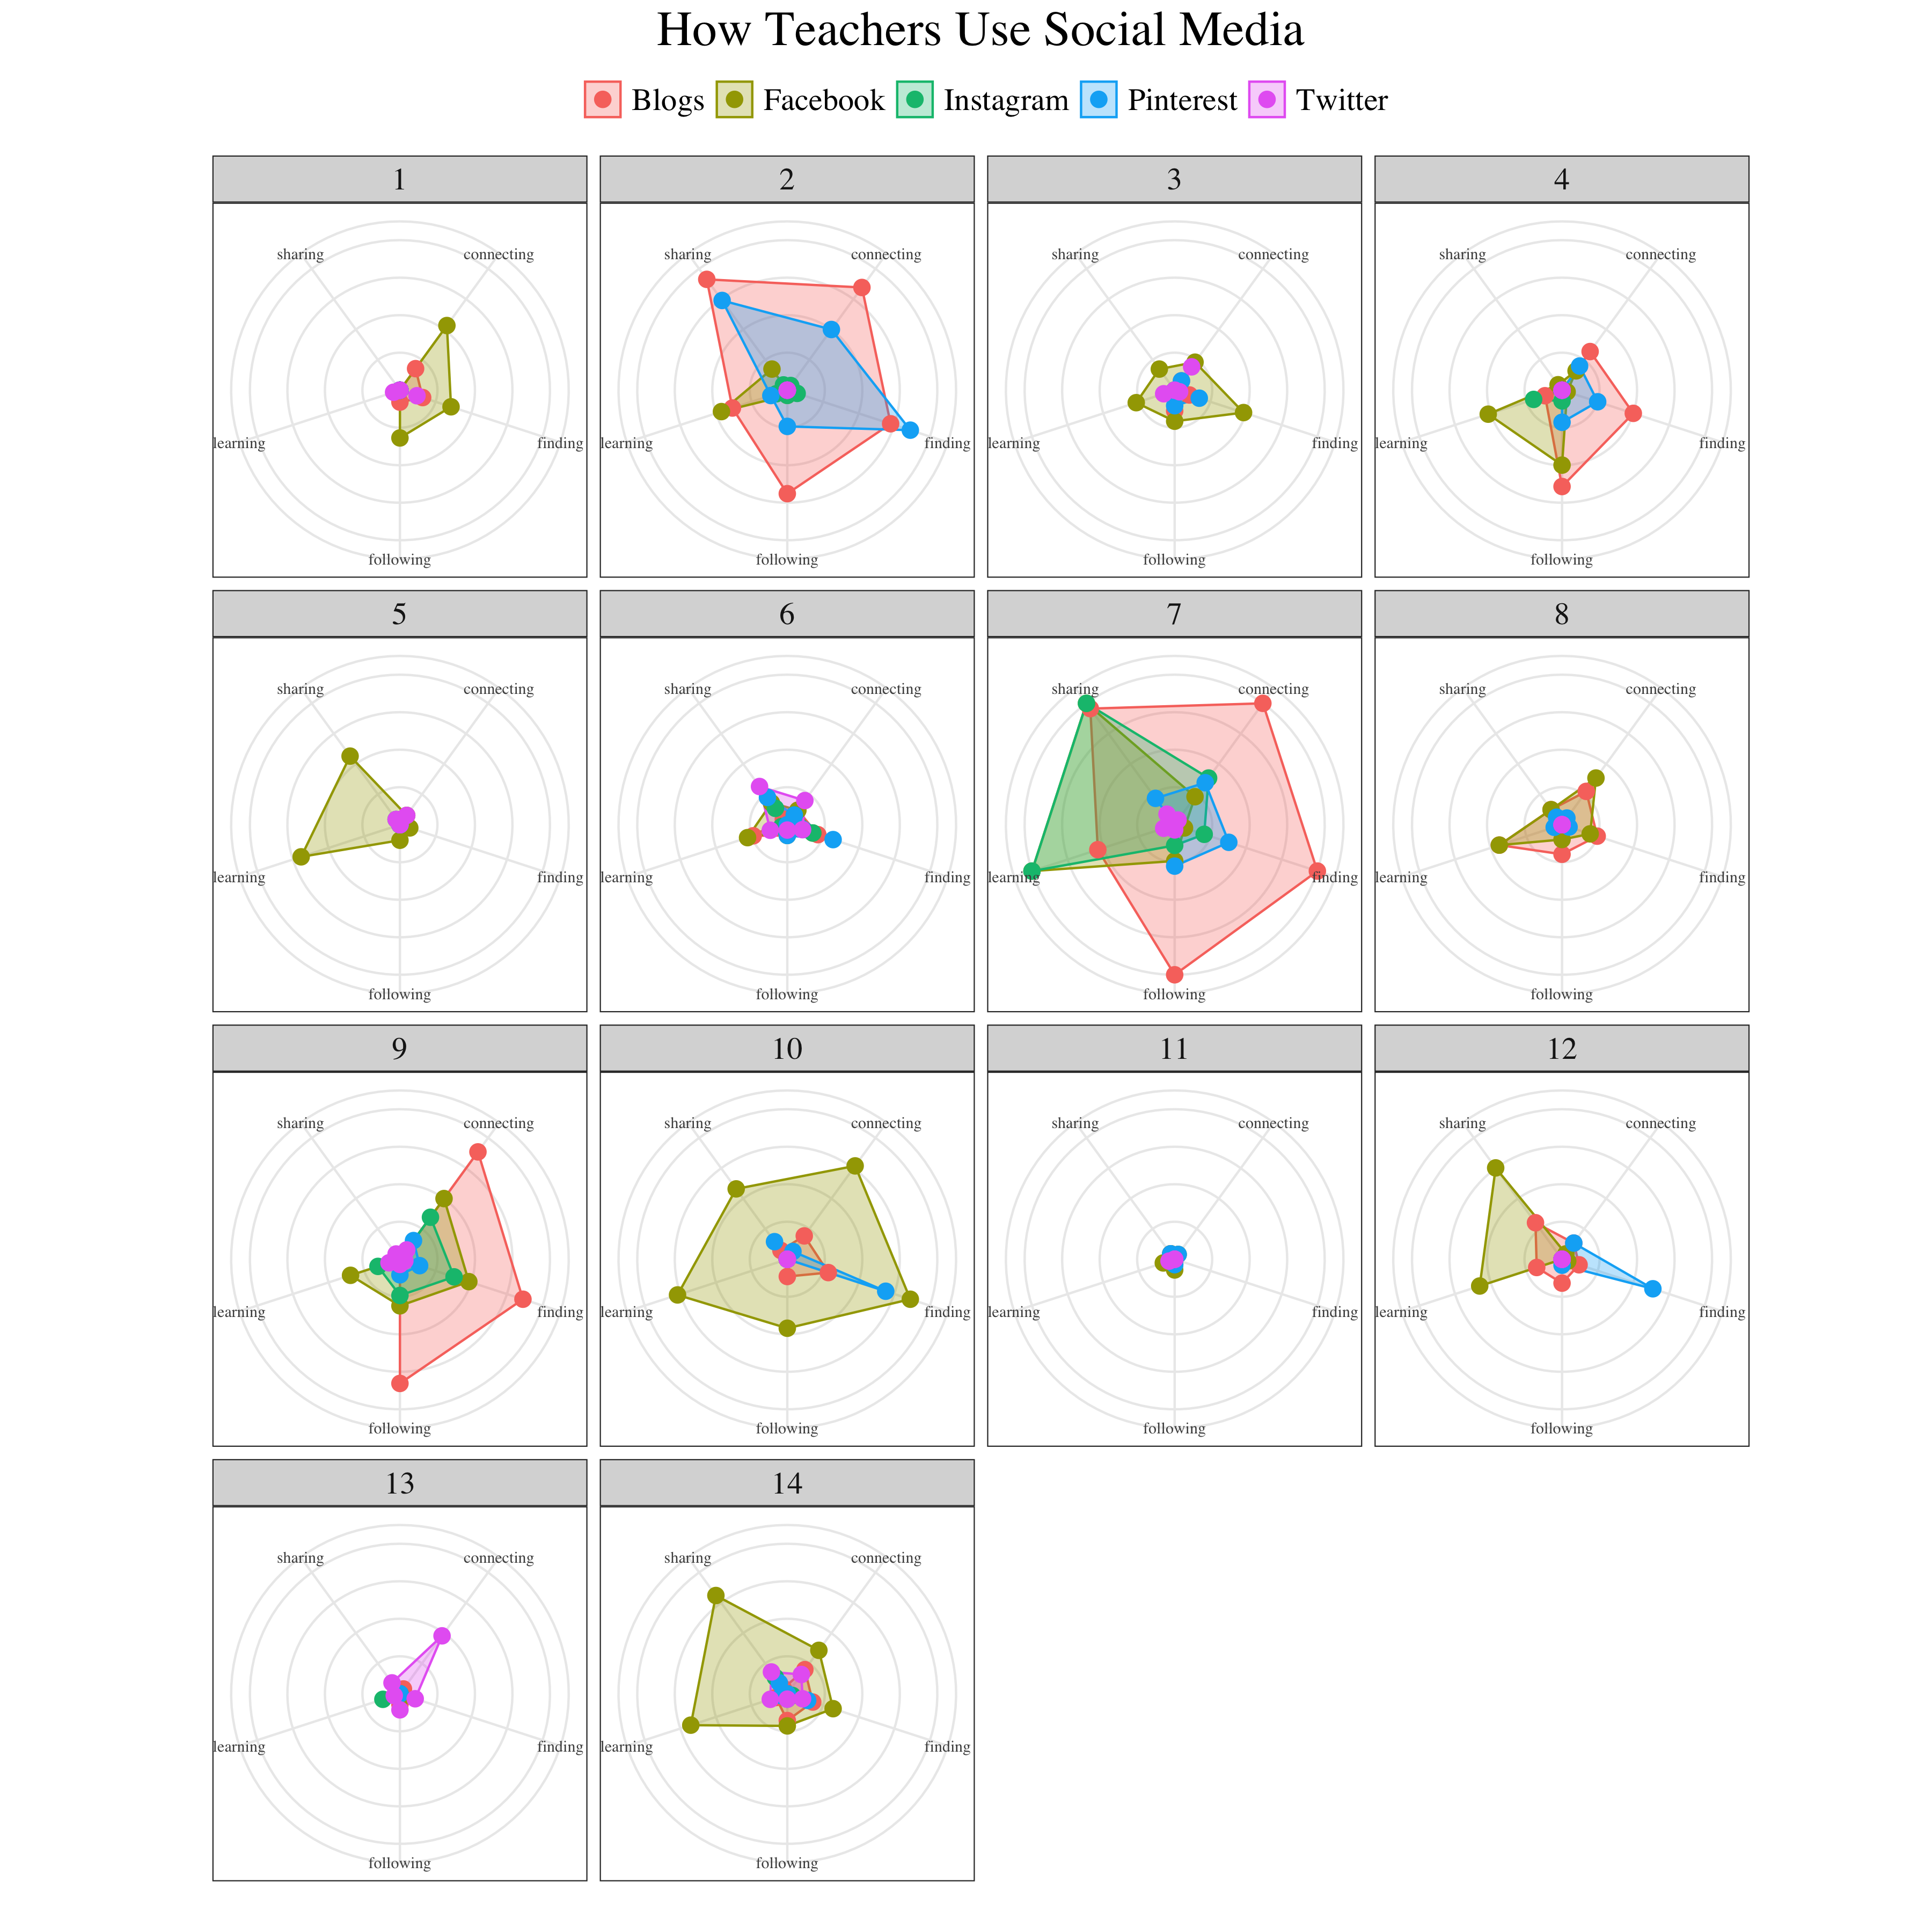 How Teachers Use Social Media
Blogs Facebook Instagram Pinterest Twitter
1 2 3 4
sharing connecting sharing connecting sharing connecting sharing connecting
learning finding learning finding learning finding learning finding
following following following following
5 6 7 8
sharing connecting sharing connecting sharing connecting sharing connecting
learning finding learning finding learning finding learning finding
following following following following
9 10 11 12
sharing connecting sharing connecting sharing connecting sharing connecting
learning finding learning finding learning finding learning finding
following following following following
13 14
sharing connecting sharing connecting
learning finding learning finding
following following